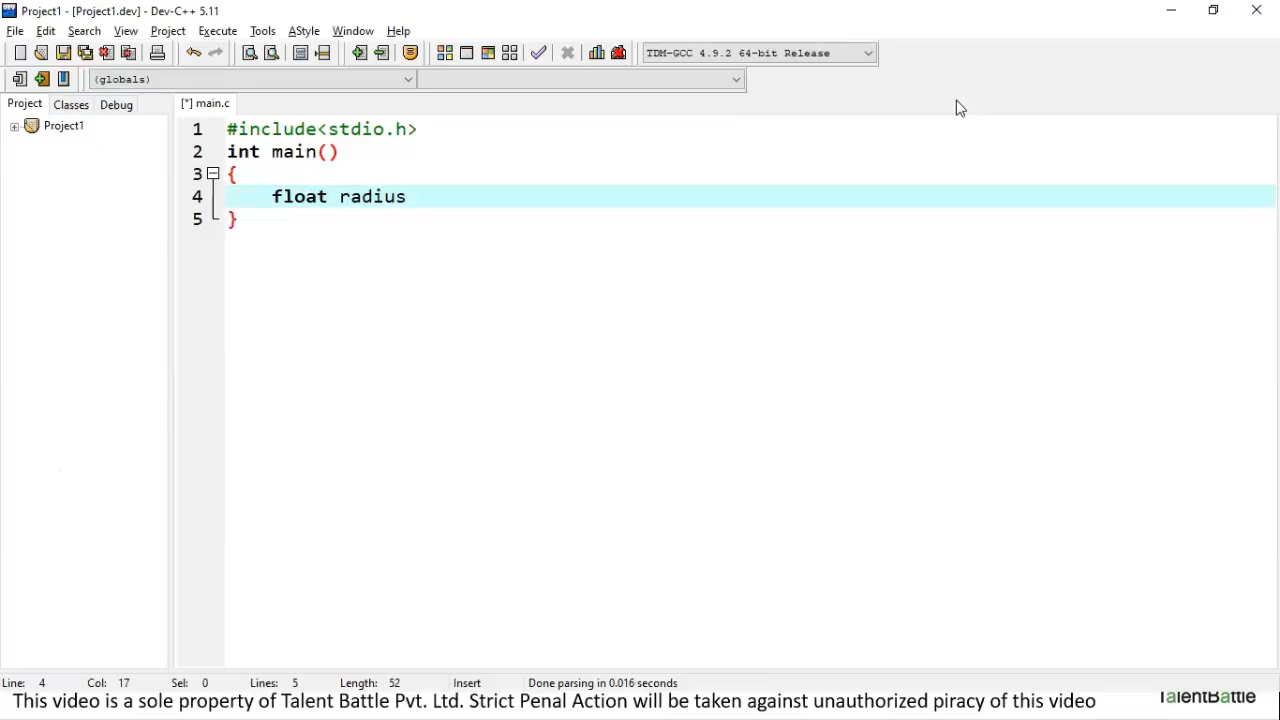 Project1 - [Project1.dev] - Dev-C++ 5.11
File Edit Search View Project Execute Tools AStyle Window Help
TDM-GCC 4.9.2 64-bit Release
(globals)
Project Classes Debug [*] main.c
Project1
1 #include<stdio.h>
2 int main()
3 {
4 float radius
5 }
Line: 4 Col: 17 Sel: 0 Lines: 5 Length: 52 Insert Done parsing in 0.016 seconds
This video is a sole property of Talent Battle Pvt. Ltd. Strict Penal Action will be taken against unauthorized piracy of this video
TalentBattle